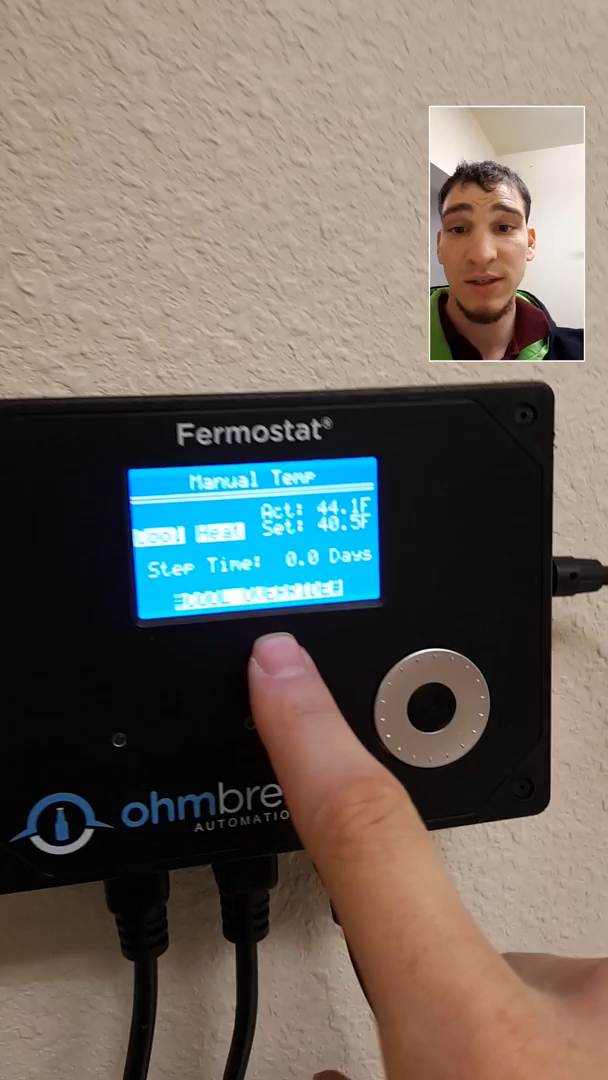 Fermostat®
Manual Temp
Act: 44.1F
Cool Heat Set: 40.5F
Step Time: 0.0 Days
#COOL OVERRIDE#
ohmbre
AUTOMATIO